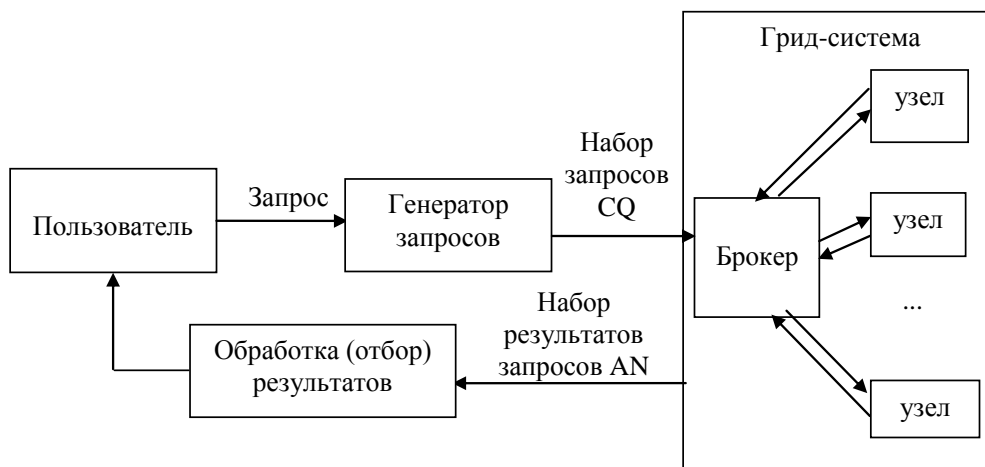 Грид-система
узел
Набор
запросов
CQ
Запрос
Генератор
запросов
Пользователь
узел
Брокер
...
Набор
результатов
запросов AN
Обработка (отбор)
результатов
узел